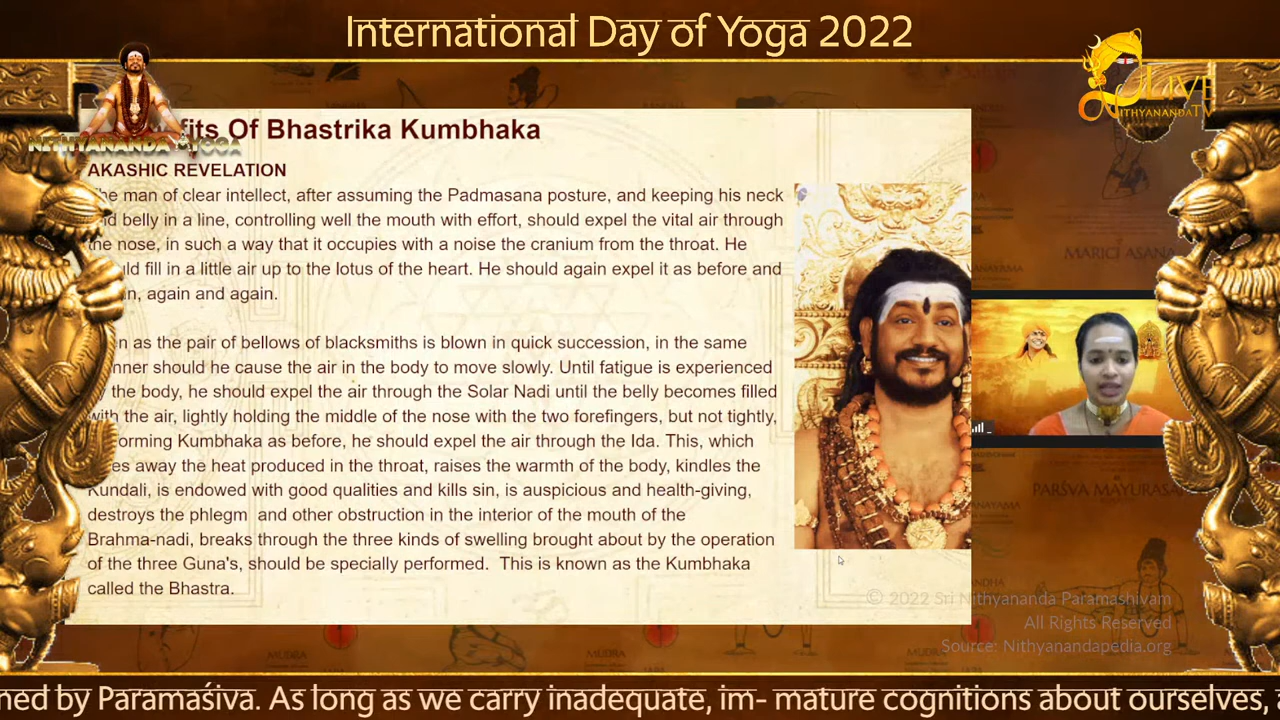 International Day of Yoga 2022
LIVE
NITHYANANDATV
NITHYANANDA YOGA
fits Of Bhastrika Kumbhaka
AKASHIC REVELATION
he man of clear intellect, after assuming the Padmasana posture, and keeping his neck
nd belly in a line, controlling well the mouth with effort, should expel the vital air through
the nose, in such a way that it occupies with a noise the cranium from the throat. He
uld fill in a little air up to the lotus of the heart. He should again expel it as before and
n, again and again.
n as the pair of bellows of blacksmiths is blown in quick succession, in the same
nner should he cause the air in the body to move slowly. Until fatigue is experienced
the body, he should expel the air through the Solar Nadi until the belly becomes filled
with the air, lightly holding the middle of the nose with the two forefingers, but not tightly,
orming Kumbhaka as before, he should expel the air through the Ida. This, which
es away the heat produced in the throat, raises the warmth of the body, kindles the
Kundali, is endowed with good qualities and kills sin, is auspicious and health-giving,
destroys the phlegm and other obstruction in the interior of the mouth of the
Brahma-nadi, breaks through the three kinds of swelling brought about by the operation
of the three Guna's, should be specially performed. This is known as the Kumbhaka
called the Bhastra.
MARICI ASANA
PARŚVA MAYURASA
© 2022 Sri Nithyananda Paramashivam
All Rights Reserved
Source: Nithyanandapedia.org
MUDRA
MUDRA
MUDRA
ned by Paramaśiva. As long as we carry inadequate, im- mature cognitions about ourselves,